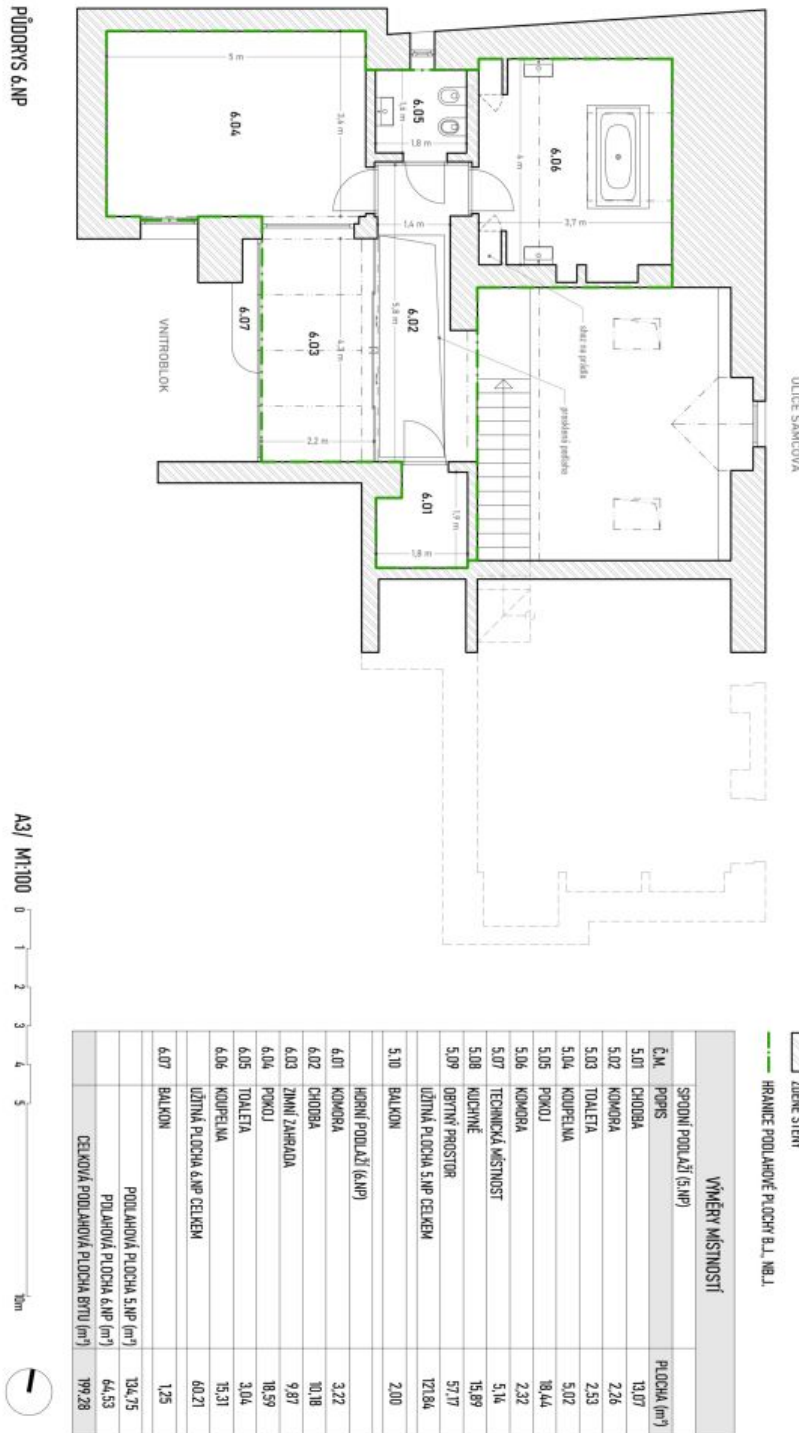 PŮDORYS 6.NP
ULICE SAMCOVA
5 m
3,6 m
6.04
6.05
1,6 m
1,8 m
6.06
4 m
3,7 m
shoz na prádlo
1,4 m
5,8 m
6.02
prosklená podlaha
6.07
6.03
4,3 m
2,2 m
VNITROBLOK
6.01
1,9 m
1,8 m
A3/ M1:100
0 1 2 3 4 5 10m
ZDĚNÉ STĚNY
HRANICE PODLAHOVÉ PLOCHY B.J., NB.J.
VÝMĚRY MÍSTNOSTÍ
SPODNÍ PODLAŽÍ (5.NP)
Č.M. POPIS PLOCHA (m²)
5.01 CHODBA 13,07
5.02 KOMORA 2,26
5.03 TOALETA 2,53
5.04 KOUPELNA 5,02
5.05 POKOJ 18,44
5.06 KOMORA 2,32
5.07 TECHNICKÁ MÍSTNOST 5,14
5.08 KUCHYNĚ 15,89
5.09 OBYTNÝ PROSTOR 57,17
UŽITNÁ PLOCHA 5.NP CELKEM 121,84
5.10 BALKON 2,00
HORNÍ PODLAŽÍ (6.NP)
6.01 KOMORA 3,22
6.02 CHODBA 10,18
6.03 ZIMNÍ ZAHRADA 9,87
6.04 POKOJ 18,59
6.05 TOALETA 3,04
6.06 KOUPELNA 15,31
UŽITNÁ PLOCHA 6.NP CELKEM 60,21
6.07 BALKON 1,25
PODLAHOVÁ PLOCHA 5.NP (m²) 134,75
PDLAHOVÁ PLOCHA 6.NP (m²) 64,53
CELKOVÁ PODLAHOVÁ PLOCHA BYTU (m²) 199,28